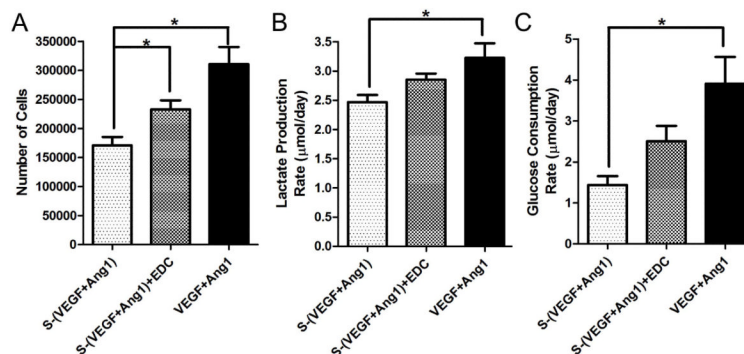 A
Number of Cells
350000
300000
250000
200000
150000
100000
50000
0
*
*
S-(VEGF+Ang1)
S-(VEGF+Ang1)+EDC
VEGF+Ang1
B
Lactate Production
Rate (μmol/day)
3.5
3.0
2.5
2.0
1.5
1.0
0.5
0.0
*
S-(VEGF+Ang1)
S-(VEGF+Ang1)+EDC
VEGF+Ang1
C
Glucose Consumption
Rate (μmol/day)
5
4
3
2
1
0
*
S-(VEGF+Ang1)
S-(VEGF+Ang1)+EDC
VEGF+Ang1